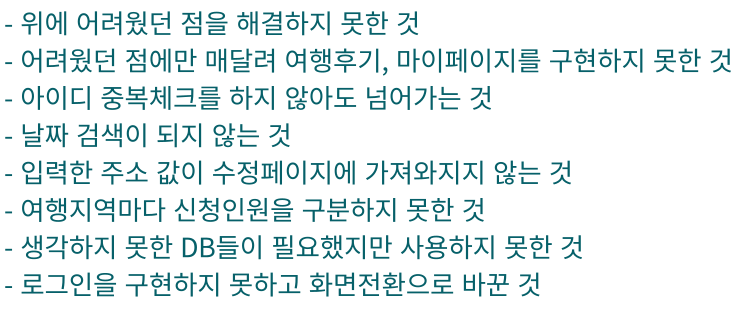 - 위에 어려웠던 점을 해결하지 못한 것
- 어려웠던 점에만 매달려 여행후기, 마이페이지를 구현하지 못한 것
- 아이디 중복체크를 하지 않아도 넘어가는 것
- 날짜 검색이 되지 않는 것
- 입력한 주소 값이 수정페이지에 가져와지지 않는 것
- 여행지역마다 신청인원을 구분하지 못한 것
- 생각하지 못한 DB들이 필요했지만 사용하지 못한 것
- 로그인을 구현하지 못하고 화면전환으로 바꾼 것